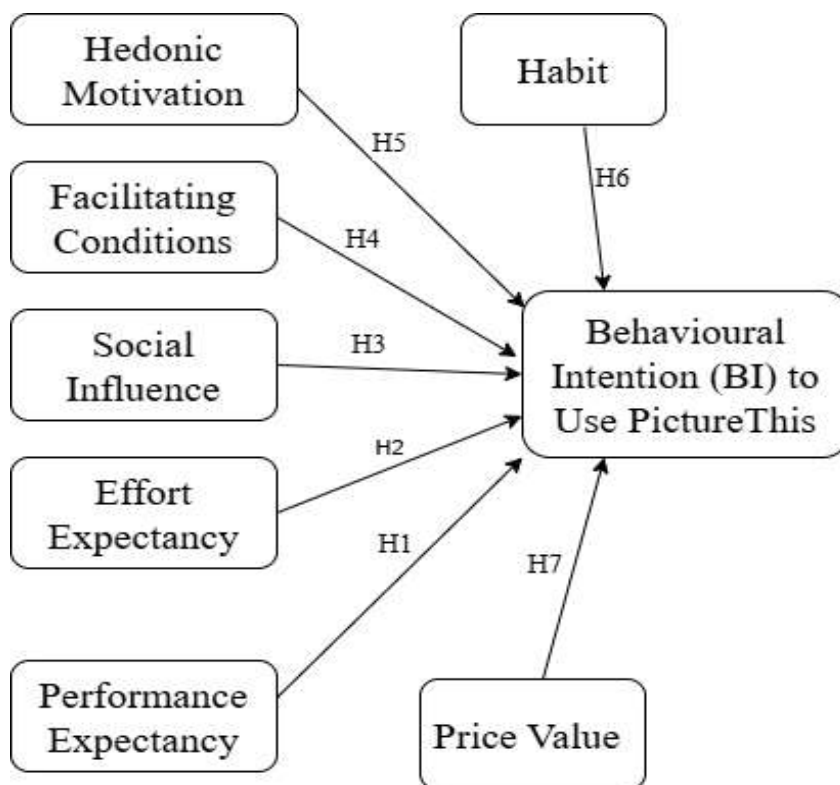 Hedonic
Motivation
Habit
H5
H6
Facilitating
Conditions
H4
Social
Influence
H3
Behavioural
Intention (BI) to
Use PictureThis
Effort
Expectancy
H2
H1
H7
Performance
Expectancy
Price Value